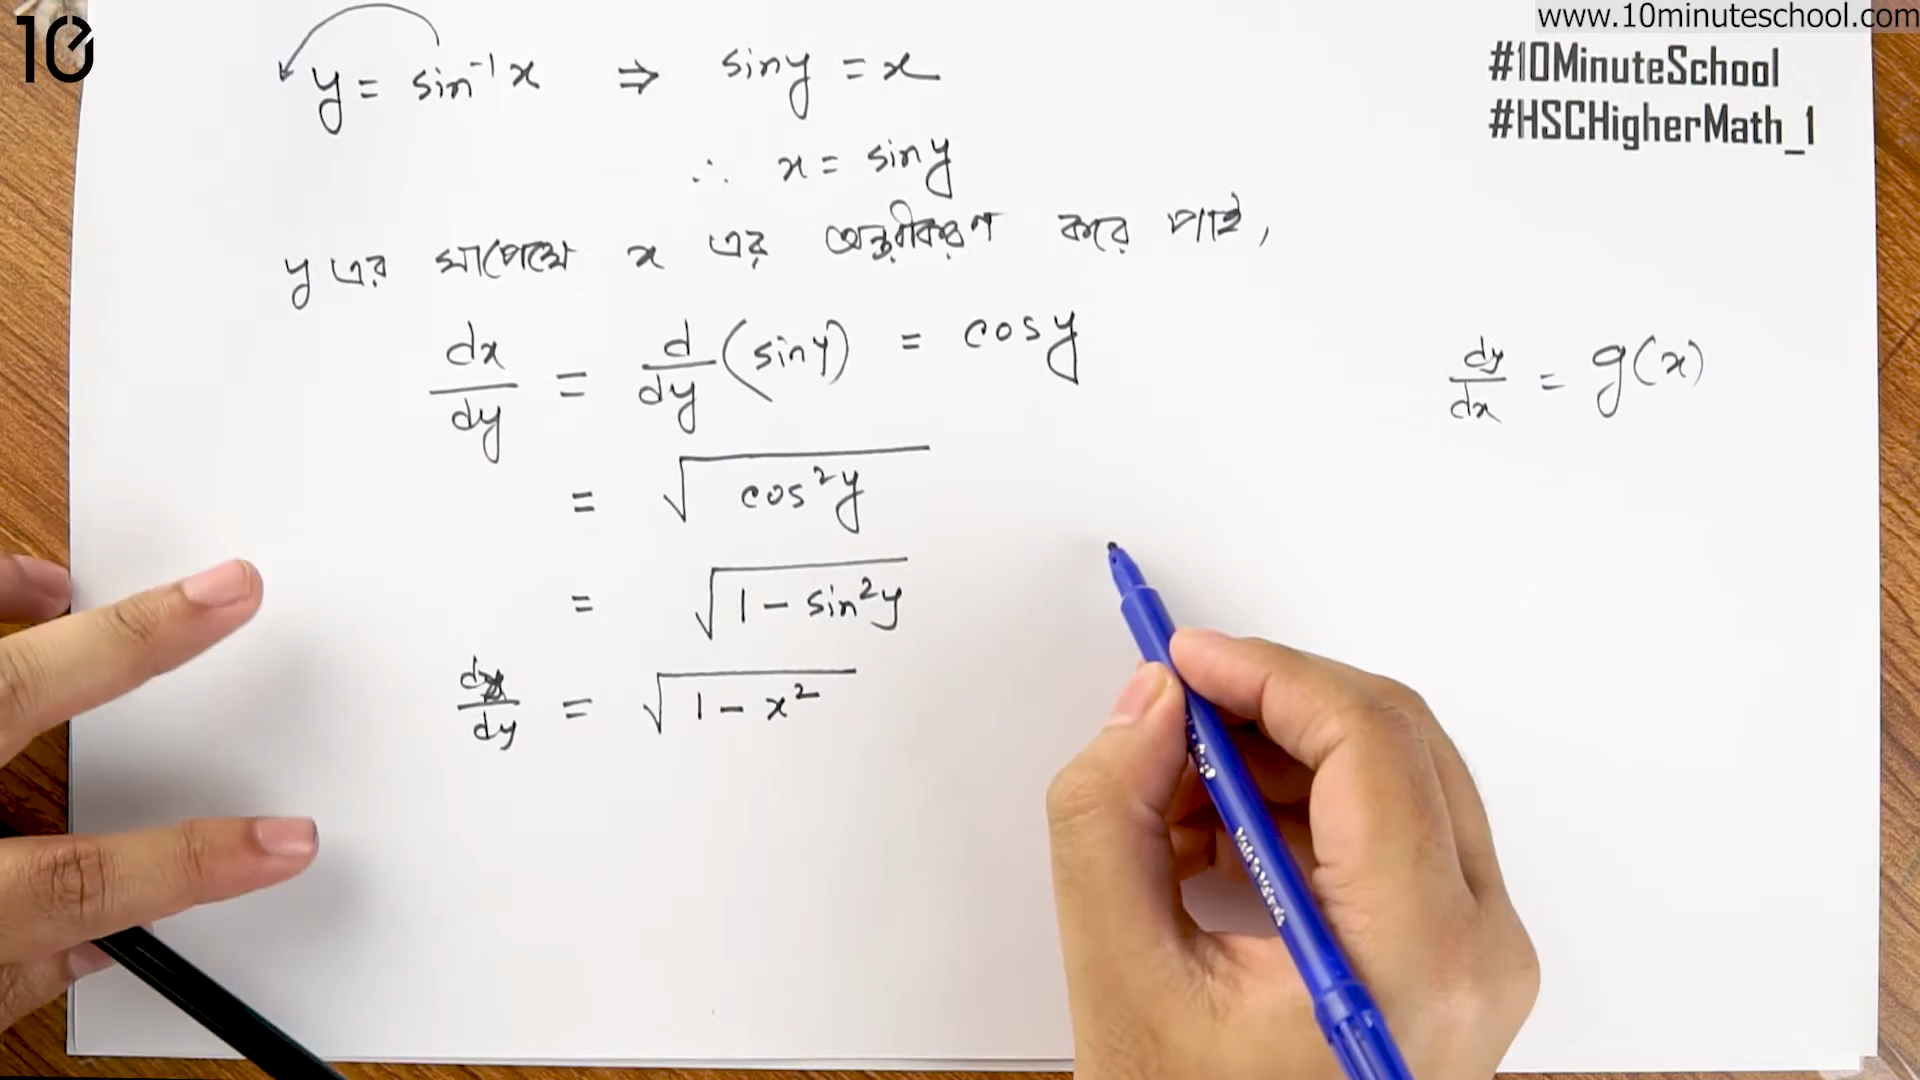 10
www.10minuteschool.com
#10MinuteSchool
#HSCHigherMath_1
y = sin⁻¹x ⇒ sin y = x
∴ x = sin y
y এর সাপেক্ষে x এর অন্তরীকরণ করে পাই,
dx/dy = d/dy (sin y) = cos y
dy/dx = g(x)
= √(cos²y)
= √(1 − sin²y)
dx/dy = √(1 − x²)